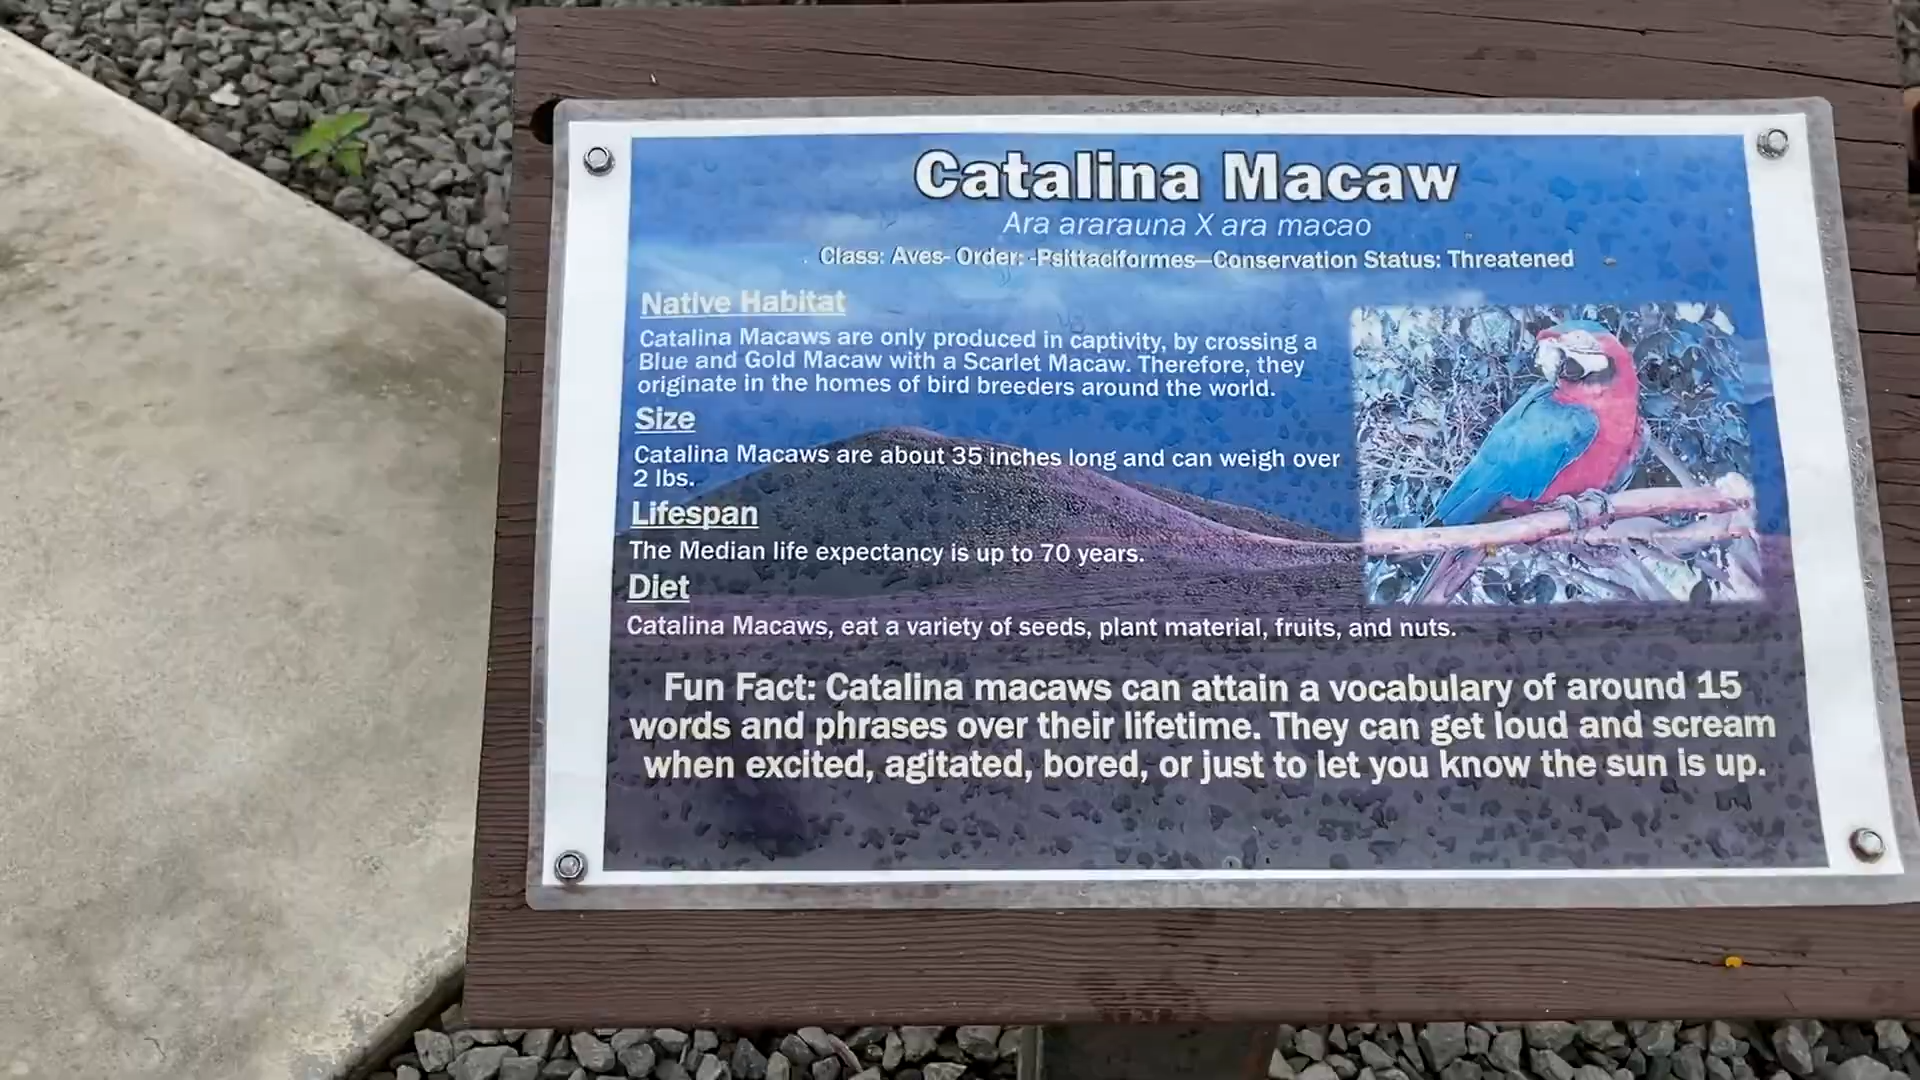 Catalina Macaw
Ara ararauna X ara macao
Class: Aves- Order: -Psittaciformes—Conservation Status: Threatened
Native Habitat
Catalina Macaws are only produced in captivity, by crossing a
Blue and Gold Macaw with a Scarlet Macaw. Therefore, they
originate in the homes of bird breeders around the world.
Size
Catalina Macaws are about 35 inches long and can weigh over
2 lbs.
Lifespan
The Median life expectancy is up to 70 years.
Diet
Catalina Macaws, eat a variety of seeds, plant material, fruits, and nuts.
Fun Fact: Catalina macaws can attain a vocabulary of around 15
words and phrases over their lifetime. They can get loud and scream
when excited, agitated, bored, or just to let you know the sun is up.